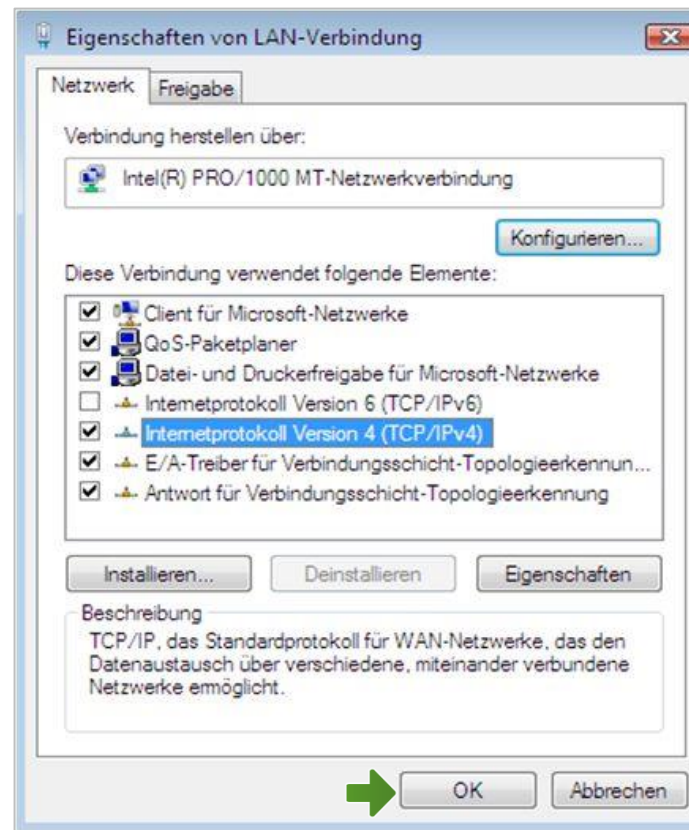 Eigenschaften von LAN-Verbindung
Netzwerk
Freigabe
Verbindung herstellen über:
Intel(R) PRO/1000 MT-Netzwerkverbindung
Konfigurieren...
Diese Verbindung verwendet folgende Elemente:
Client für Microsoft-Netzwerke
QoS-Paketplaner
Datei- und Druckerfreigabe für Microsoft-Netzwerke
Internetprotokoll Version 6 (TCP/IPv6)
Internetprotokoll Version 4 (TCP/IPv4)
E/A-Treiber für Verbindungsschicht-Topologieerkennun...
Antwort für Verbindungsschicht-Topologieerkennung
Installieren...
Deinstallieren
Eigenschaften
Beschreibung
TCP/IP, das Standardprotokoll für WAN-Netzwerke, das den
Datenaustausch über verschiedene, miteinander verbundene
Netzwerke ermöglicht.
OK
Abbrechen